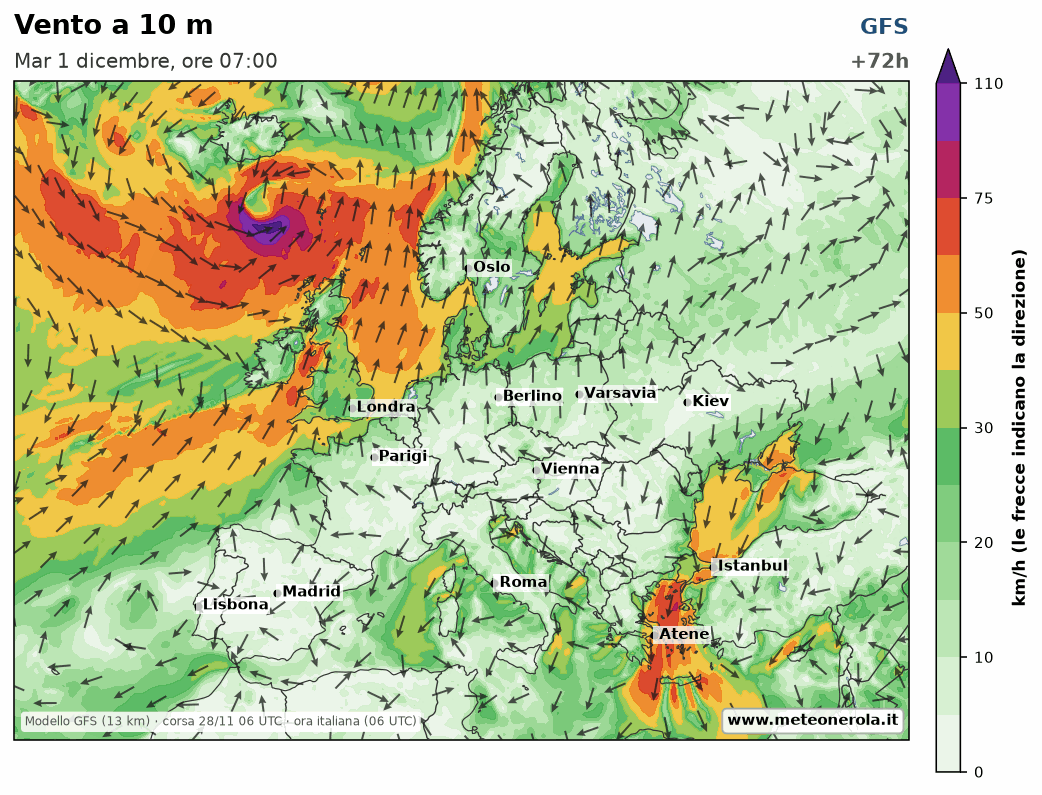 Vento a 10 m
GFS
Mar 1 dicembre, ore 07:00
+72h
110
75
50
30
20
10
0
km/h (le frecce indicano la direzione)
Oslo
Berlino
Varsavia
Kiev
Londra
Parigi
Vienna
Istanbul
Roma
Madrid
Lisbona
Atene
Modello GFS (13 km) · corsa 28/11 06 UTC · ora italiana (06 UTC)
www.meteonerola.it